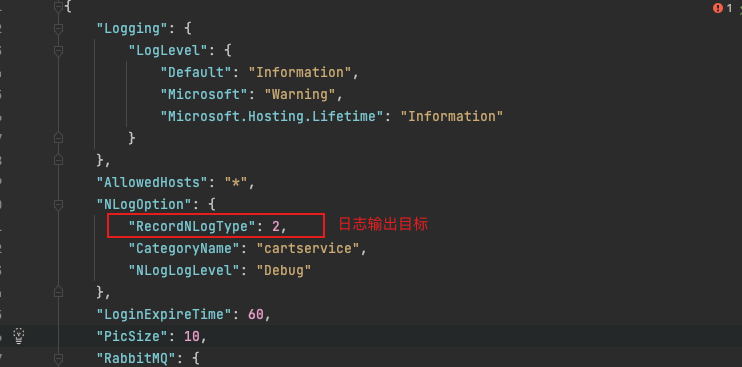 {
"Logging": {
"LogLevel": {
"Default": "Information",
"Microsoft": "Warning",
"Microsoft.Hosting.Lifetime": "Information"
}
},
"AllowedHosts": "*",
"NLogOption": {
"RecordNLogType": 2, 日志输出目标
"CategoryName": "cartservice",
"NLogLogLevel": "Debug"
},
"LoginExpireTime": 60,
"PicSize": 10,
"RabbitMQ": {
1